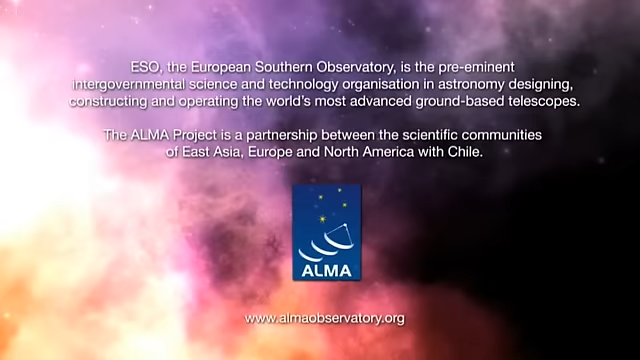 ESO, the European Southern Observatory, is the pre-eminent
intergovernmental science and technology organisation in astronomy designing,
constructing and operating the world's most advanced ground-based telescopes.
The ALMA Project is a partnership between the scientific communities
of East Asia, Europe and North America with Chile.
ALMA
www.almaobservatory.org